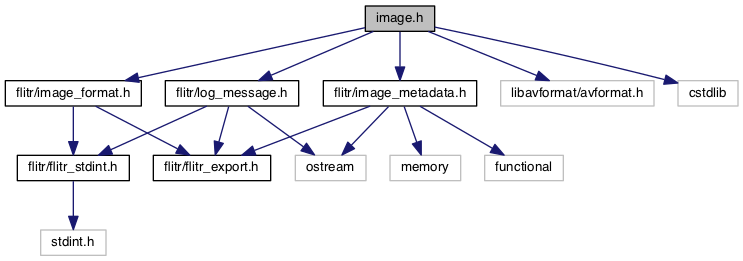 image.h
flitr/image_format.h
flitr/log_message.h
flitr/image_metadata.h
libavformat/avformat.h
cstdlib
flitr/flitr_stdint.h
flitr/flitr_export.h
ostream
memory
functional
stdint.h